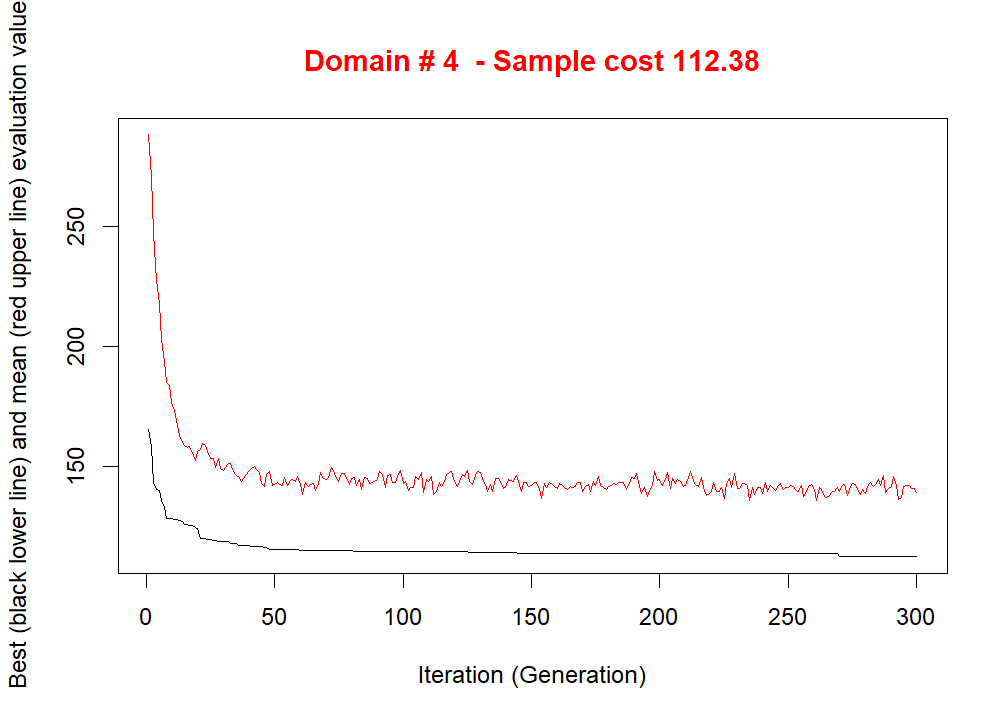 Domain # 4  - Sample cost 112.38
Best (black lower line) and mean (red upper line) evaluation value
250
200
150
0 50 100 150 200 250 300
Iteration (Generation)